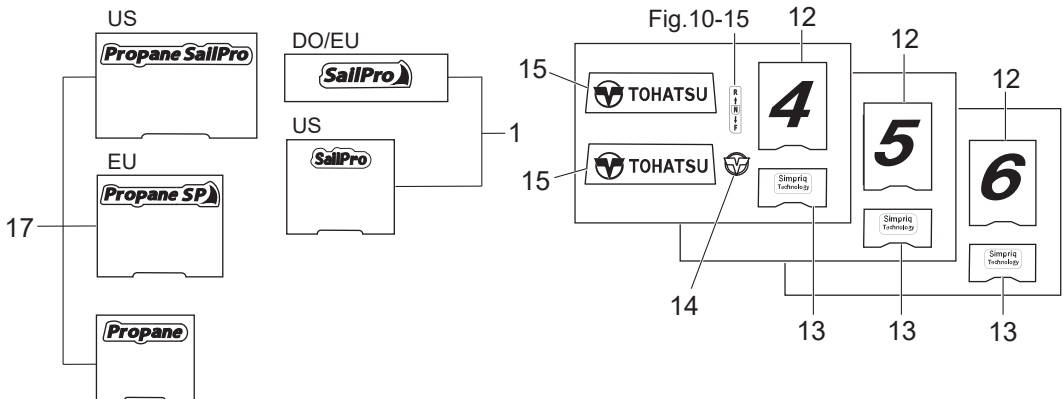 US
Propane SailPro
EU
Propane SP
Propane
17
DO/EU
SailPro
US
SailPro
1
Fig.10-15
12
12
12
15
TOHATSU
R
N
F
4
15
TOHATSU
Simpriq
Technology
5
Simpriq
Technology
6
Simpriq
Technology
14
13
13
13